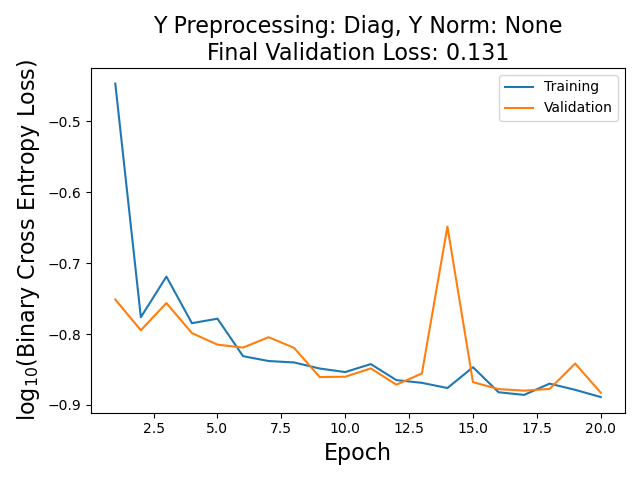 Y Preprocessing: Diag, Y Norm: None
Final Validation Loss: 0.131
Training
Validation
log10(Binary Cross Entropy Loss)
−0.5
−0.6
−0.7
−0.8
−0.9
2.5 5.0 7.5 10.0 12.5 15.0 17.5 20.0
Epoch